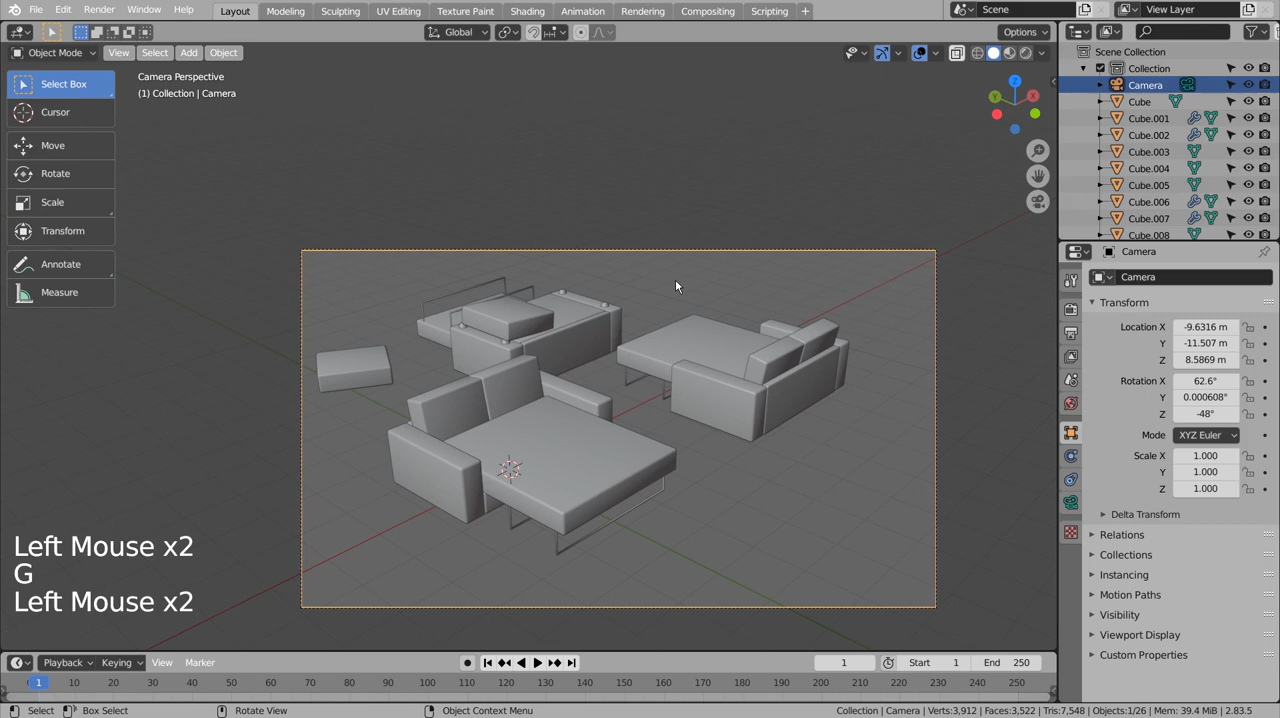 File Edit Render Window Help Layout Modeling Sculpting UV Editing Texture Paint Shading Animation Rendering Compositing Scripting + Scene View Layer
Global Options
Object Mode View Select Add Object
Camera Perspective
(1) Collection | Camera
Select Box
Cursor
Move
Rotate
Scale
Transform
Annotate
Measure
Z
Y
X
Left Mouse x2
G
Left Mouse x2
Scene Collection
Collection
Camera
Cube
Cube.001
Cube.002
Cube.003
Cube.004
Cube.005
Cube.006
Cube.007
Cube.008
Camera
Camera
Transform
Location X -9.6316 m
Y -11.507 m
Z 8.5869 m
Rotation X 62.6°
Y 0.000608°
Z -48°
Mode XYZ Euler
Scale X 1.000
Y 1.000
Z 1.000
Delta Transform
Relations
Collections
Instancing
Motion Paths
Visibility
Viewport Display
Custom Properties
Playback Keying View Marker 1 Start 1 End 250
1 10 20 30 40 50 60 70 80 90 100 110 120 130 140 150 160 170 180 190 200 210 220 230 240 250
Select Box Select Rotate View Object Context Menu Collection | Camera | Verts:3,912 | Faces:3,522 | Tris:7,548 | Objects:1/26 | Mem: 39.4 MiB | 2.83.5